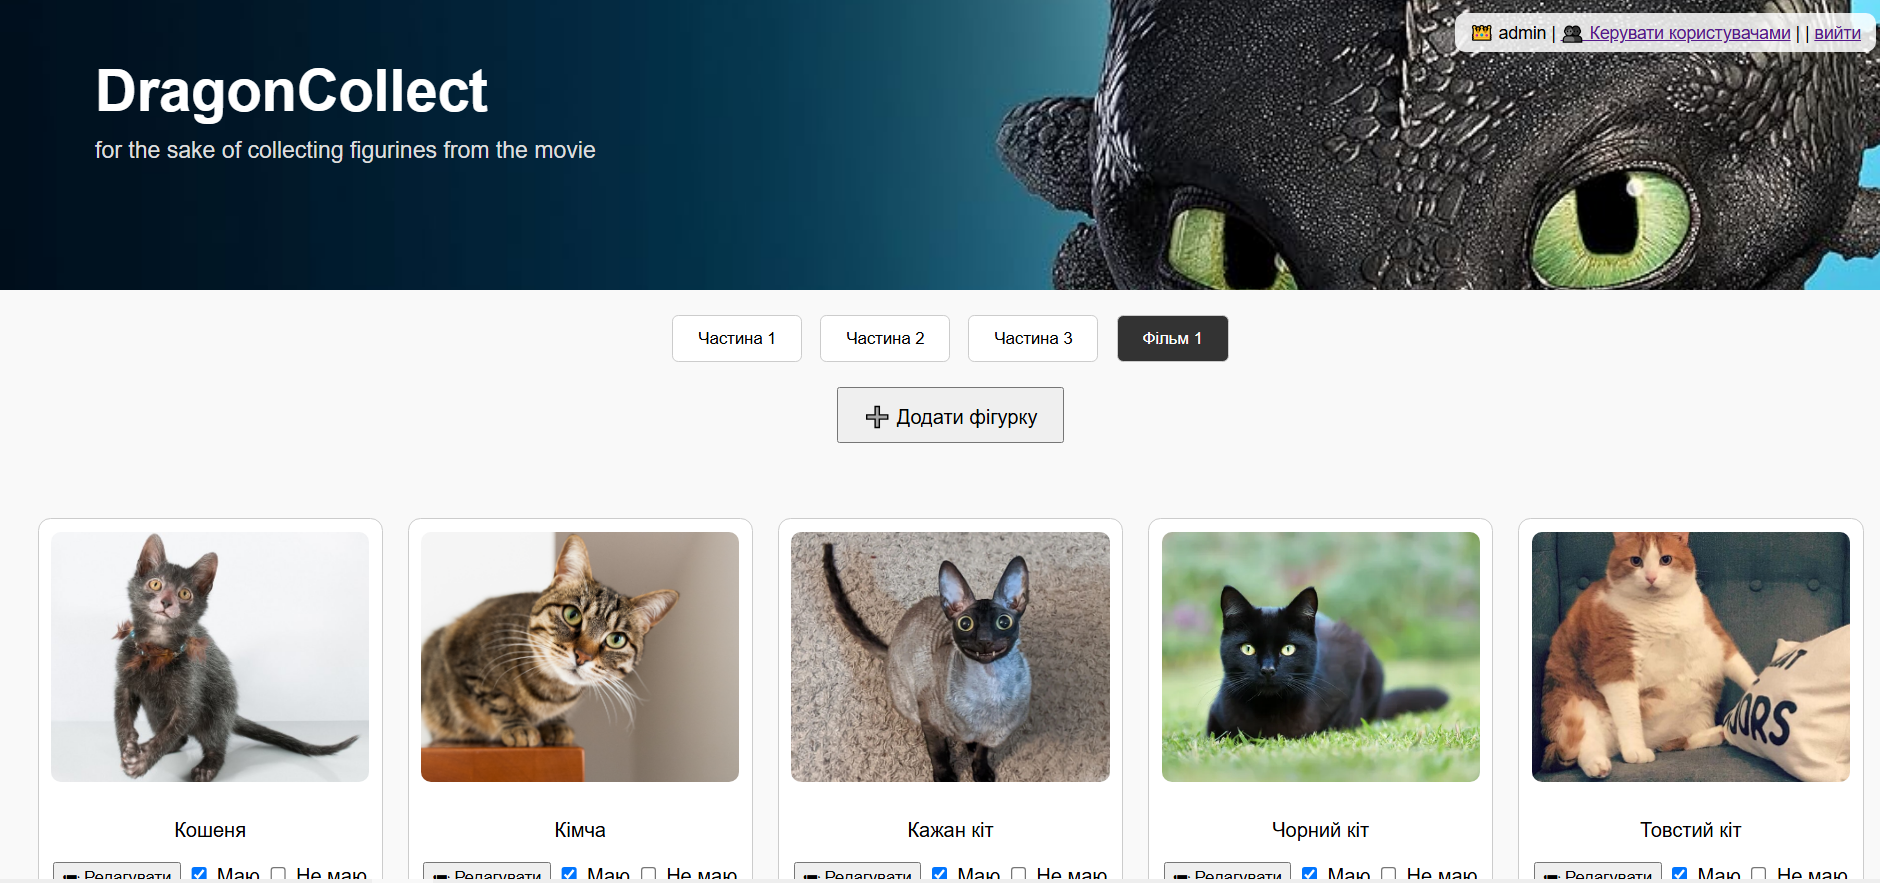 admin | Керувати користувачами | | вийти
DragonCollect
for the sake of collecting figurines from the movie
Частина 1 Частина 2 Частина 3 Фільм 1
Додати фігурку
ORS
Кошеня Кімча Кажан кіт Чорний кіт Товстий кіт
Редагувати Маю Не маю Редагувати Маю Не маю Редагувати Маю Не маю Редагувати Маю Не маю Редагувати Маю Не маю